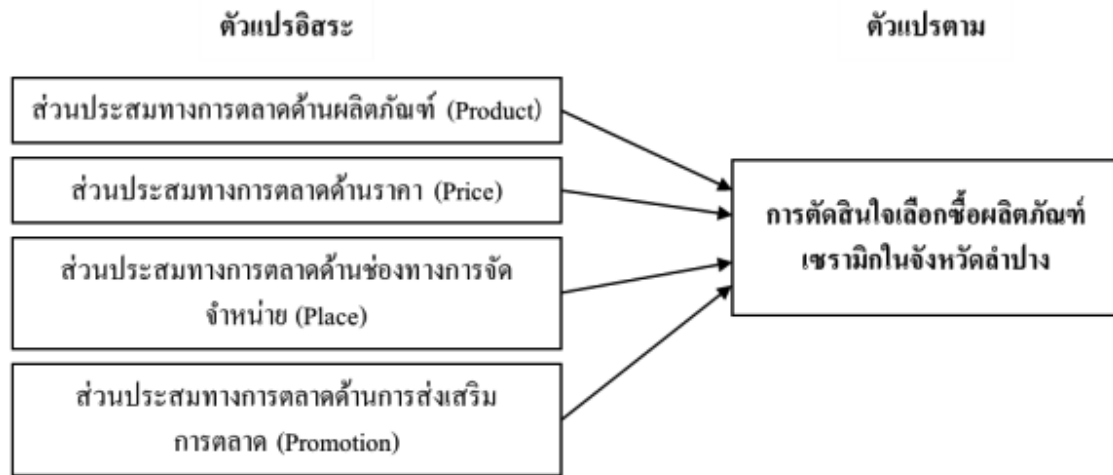 ตัวแปรอิสระ
ตัวแปรตาม
ส่วนประสมทางการตลาดด้านผลิตภัณฑ์ (Product)
ส่วนประสมทางการตลาดด้านราคา (Price)
ส่วนประสมทางการตลาดด้านช่องทางการจัด
จำหน่าย (Place)
ส่วนประสมทางการตลาดด้านการส่งเสริม
การตลาด (Promotion)
การตัดสินใจเลือกซื้อผลิตภัณฑ์
เซรามิกในจังหวัดลำปาง